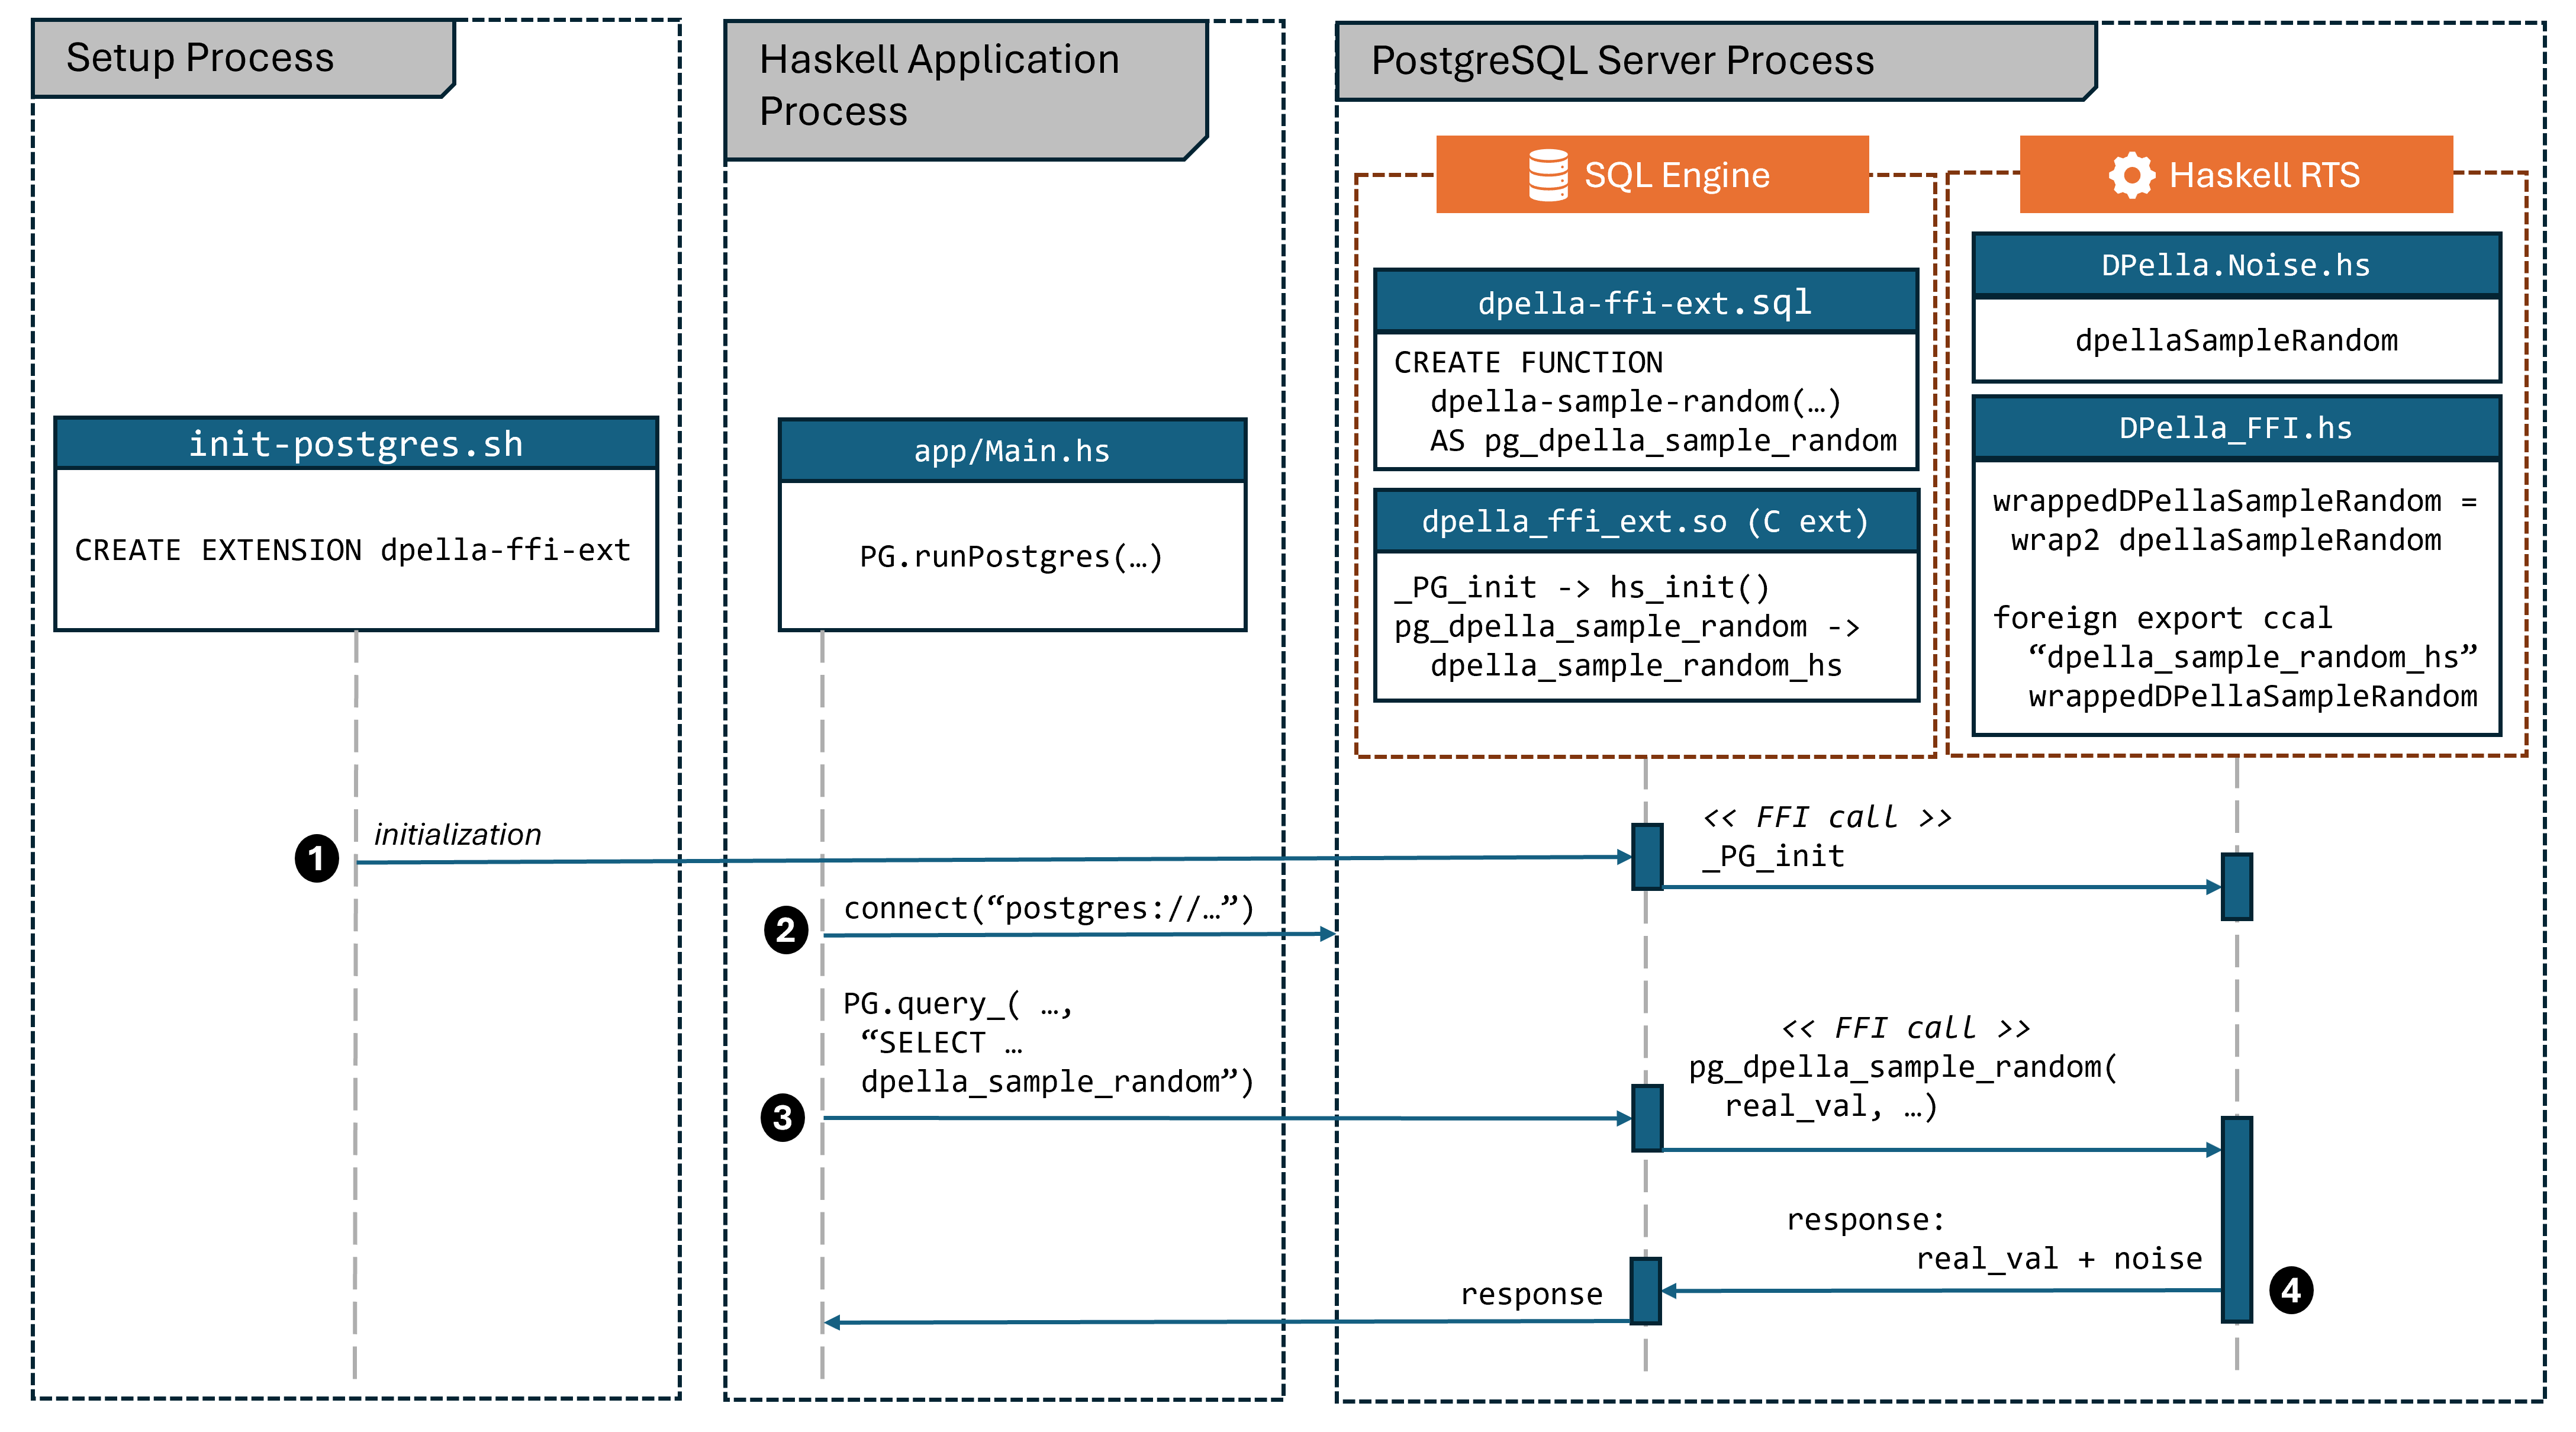 Setup Process
init-postgres.sh
CREATE EXTENSION dpella-ffi-ext
Haskell Application
Process
app/Main.hs
PG.runPostgres(…)
PostgreSQL Server Process
SQL Engine
dpella-ffi-ext.sql
CREATE FUNCTION
dpella-sample-random(…)
AS pg_dpella_sample_random
dpella_ffi_ext.so (C ext)
_PG_init -> hs_init()
pg_dpella_sample_random ->
dpella_sample_random_hs
Haskell RTS
DPella.Noise.hs
dpellaSampleRandom
DPella_FFI.hs
wrappedDPellaSampleRandom =
wrap2 dpellaSampleRandom
foreign export ccal
“dpella_sample_random_hs”
wrappedDPellaSampleRandom
1
initialization
<< FFI call >>
_PG_init
2
connect(“postgres://…”)
3
PG.query_( …,
“SELECT …
dpella_sample_random”)
<< FFI call >>
pg_dpella_sample_random(
real_val, …)
response:
real_val + noise
4
response